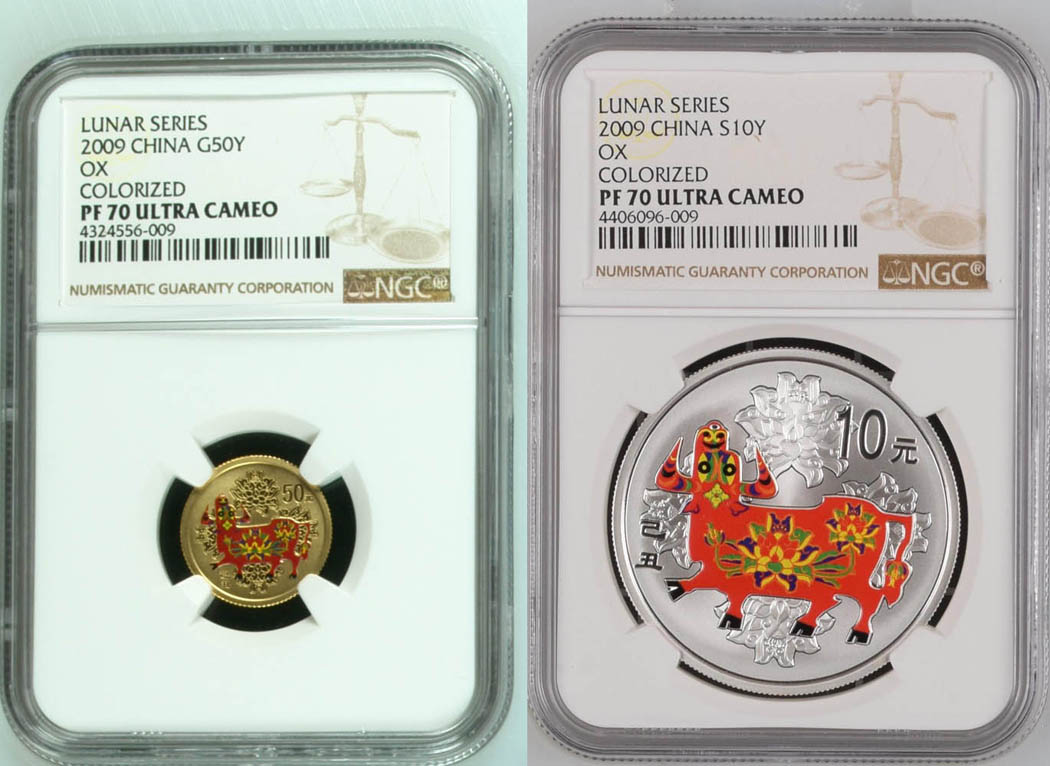 LUNAR SERIES
2009 CHINA G50Y
OX
COLORIZED
PF 70 ULTRA CAMEO
4324556-009
NUMISMATIC GUARANTY CORPORATION
NGC®
50元
LUNAR SERIES
2009 CHINA S10Y
OX
COLORIZED
PF 70 ULTRA CAMEO
4406096-009
NUMISMATIC GUARANTY CORPORATION
NGC®
10元
己丑